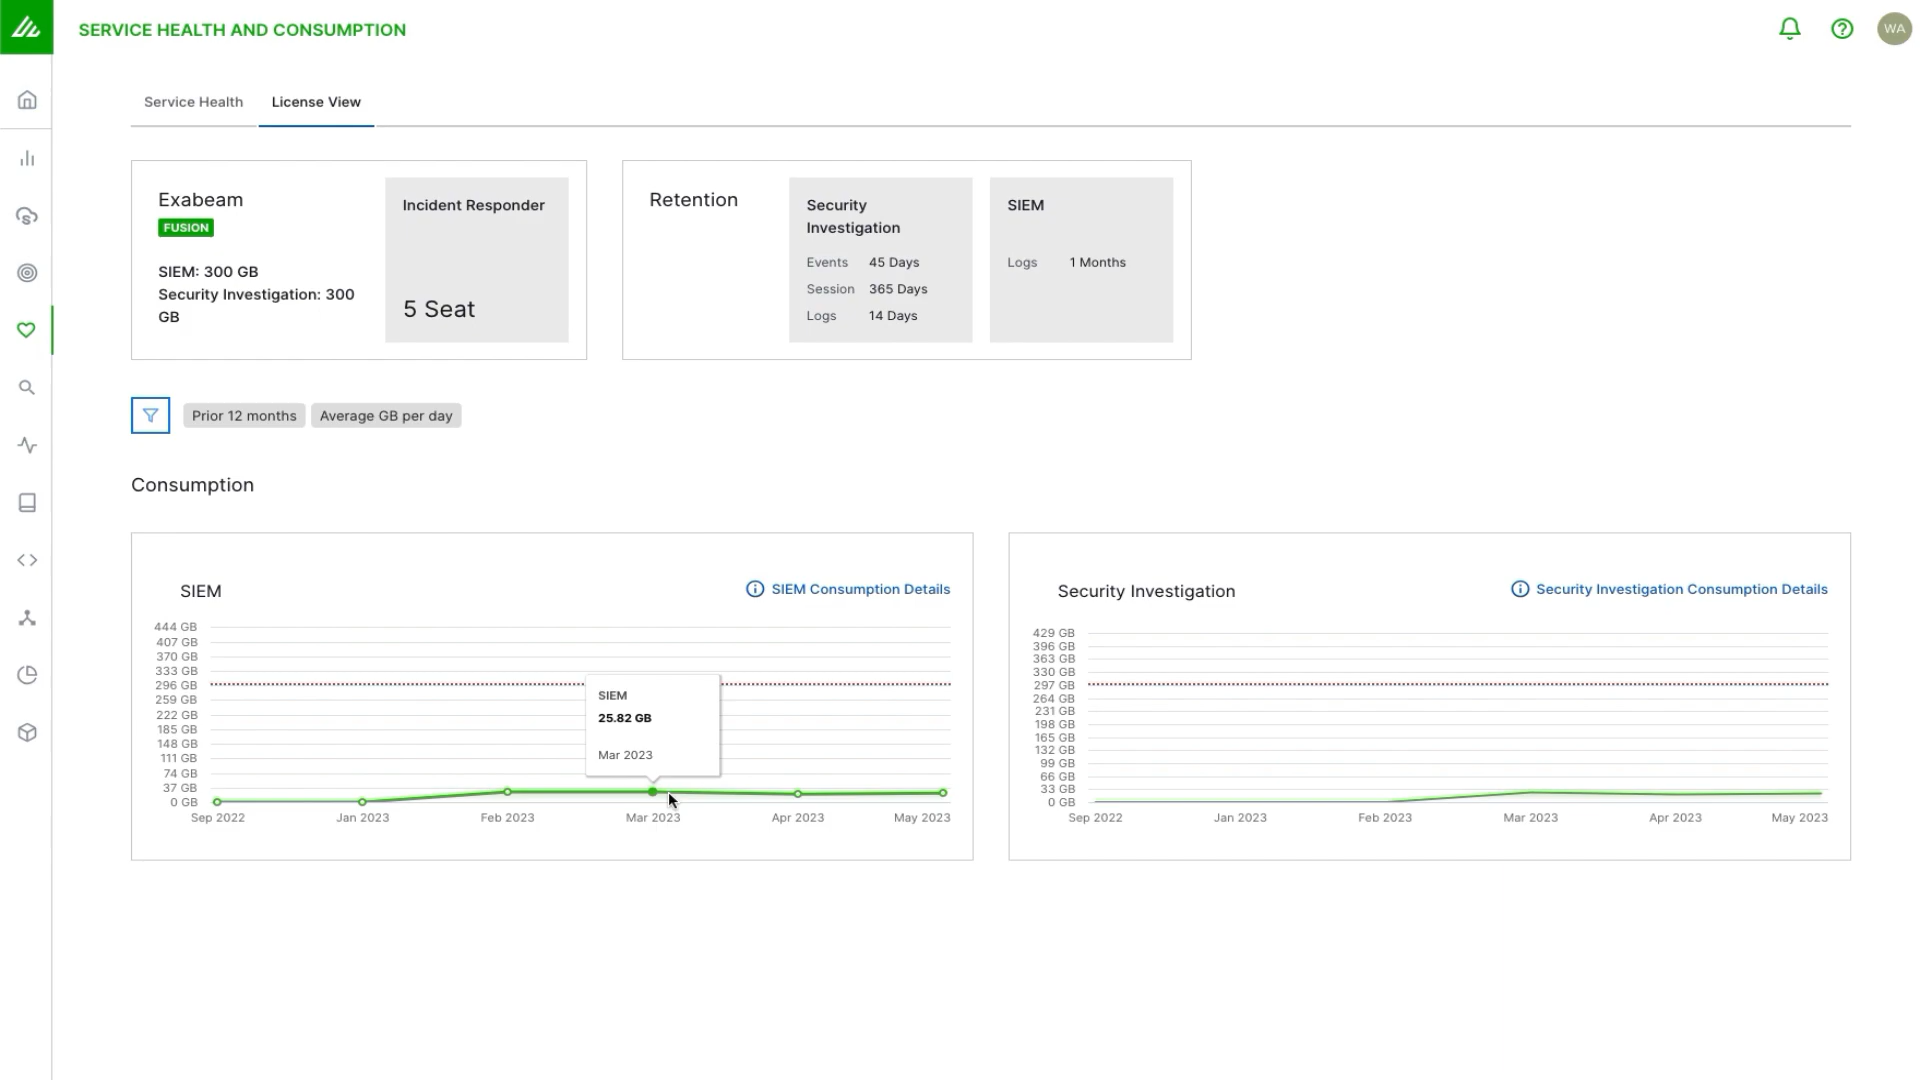 SERVICE HEALTH AND CONSUMPTION
WA
Service Health
License View
Exabeam
FUSION
SIEM: 300 GB
Security Investigation: 300
GB
Incident Responder
5 Seat
Retention
Security
Investigation
Events 45 Days
Session 365 Days
Logs 14 Days
SIEM
Logs 1 Months
Prior 12 months
Average GB per day
Consumption
SIEM
SIEM Consumption Details
444 GB
407 GB
370 GB
333 GB
296 GB
259 GB
222 GB
185 GB
148 GB
111 GB
74 GB
37 GB
0 GB
SIEM
25.82 GB
Mar 2023
Sep 2022 Jan 2023 Feb 2023 Mar 2023 Apr 2023 May 2023
Security Investigation
Security Investigation Consumption Details
429 GB
396 GB
363 GB
330 GB
297 GB
264 GB
231 GB
198 GB
165 GB
132 GB
99 GB
66 GB
33 GB
0 GB
Sep 2022 Jan 2023 Feb 2023 Mar 2023 Apr 2023 May 2023